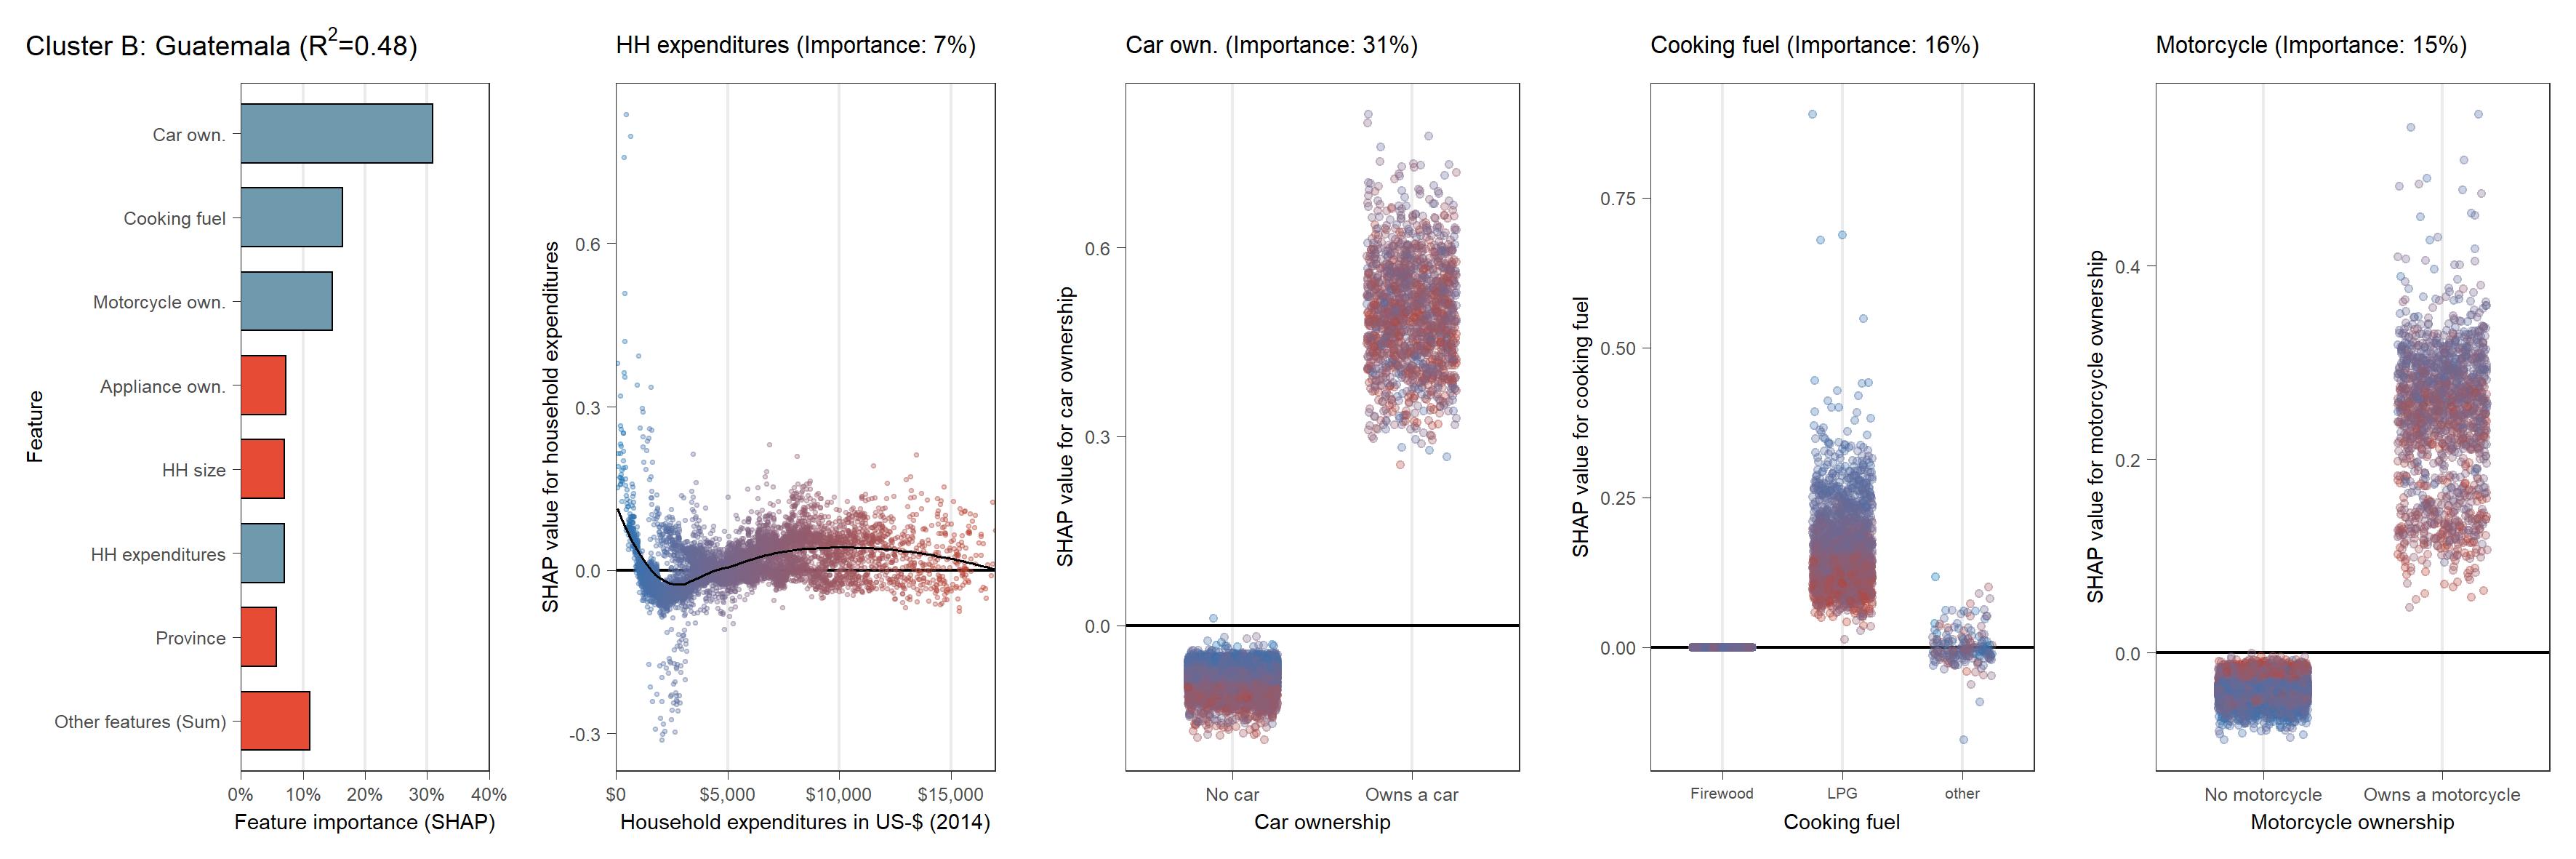 Cluster B: Guatemala (R²=0.48)
Feature
Car own.
Cooking fuel
Motorcycle own.
Appliance own.
HH size
HH expenditures
Province
Other features (Sum)
0% 10% 20% 30% 40%
Feature importance (SHAP)
HH expenditures (Importance: 7%)
SHAP value for household expenditures
0.6
0.3
0.0
-0.3
$0 $5,000 $10,000 $15,000
Household expenditures in US-$ (2014)
Car own. (Importance: 31%)
SHAP value for car ownership
0.6
0.3
0.0
No car Owns a car
Car ownership
Cooking fuel (Importance: 16%)
SHAP value for cooking fuel
0.75
0.50
0.25
0.00
Firewood LPG other
Cooking fuel
Motorcycle (Importance: 15%)
SHAP value for motorcycle ownership
0.4
0.2
0.0
No motorcycle Owns a motorcycle
Motorcycle ownership